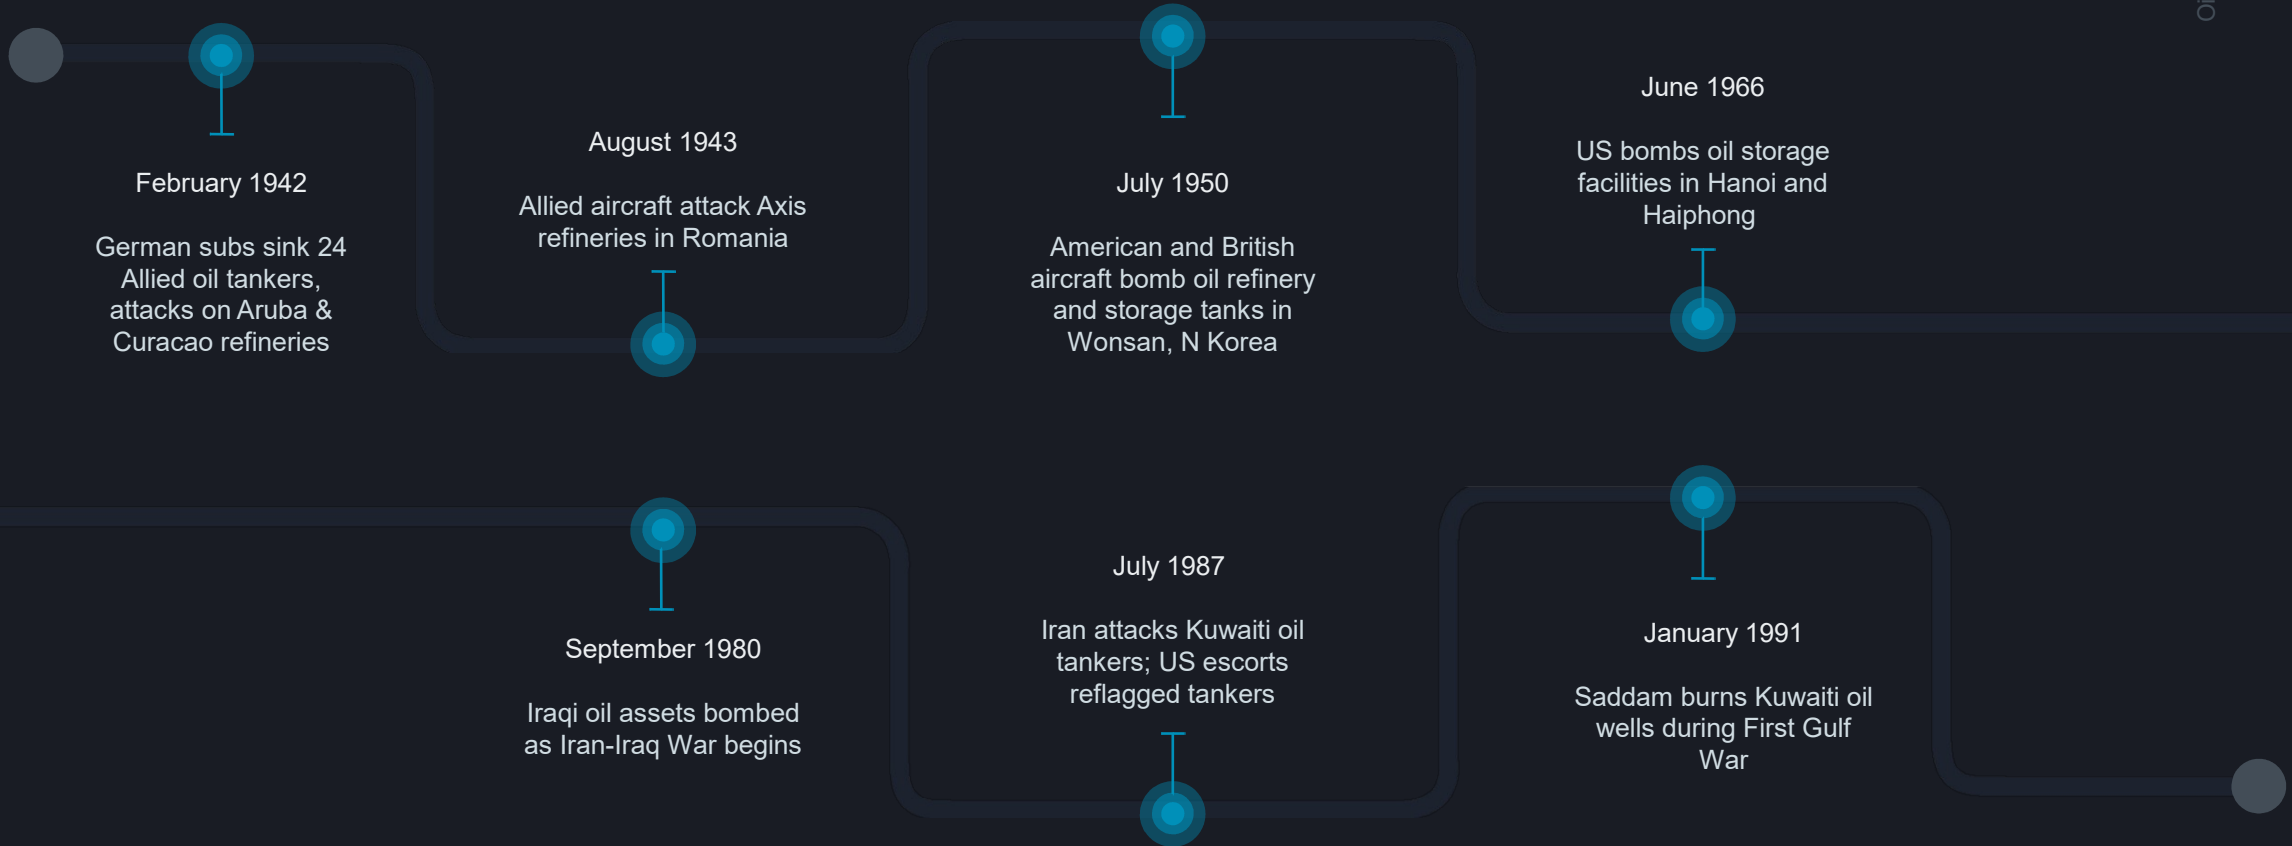 February 1942
German subs sink 24
Allied oil tankers,
attacks on Aruba &
Curacao refineries
August 1943
Allied aircraft attack Axis
refineries in Romania
July 1950
American and British
aircraft bomb oil refinery
and storage tanks in
Wonsan, N Korea
June 1966
US bombs oil storage
facilities in Hanoi and
Haiphong
September 1980
Iraqi oil assets bombed
as Iran-Iraq War begins
July 1987
Iran attacks Kuwaiti oil
tankers; US escorts
reflagged tankers
January 1991
Saddam burns Kuwaiti oil
wells during First Gulf
War